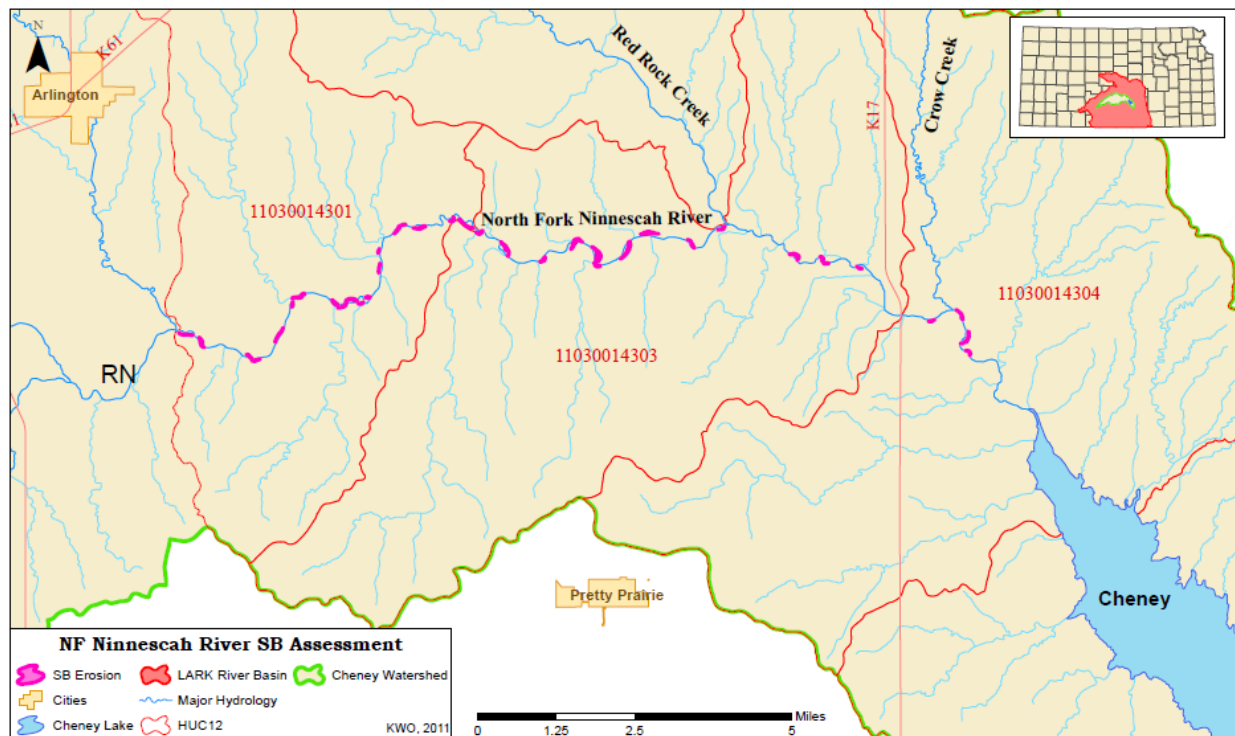 N
K61
Arlington
Red Rock Creek
K17
Crow Creek
11030014301
North Fork Ninnescah River
11030014304
11030014303
RN
Pretty Prairie
Cheney
NF Ninnescah River SB Assessment
SB Erosion
LARK River Basin
Cheney Watershed
Cities
Major Hydrology
Cheney Lake
HUC12
KWO, 2011
0 1.25 2.5 5
Miles